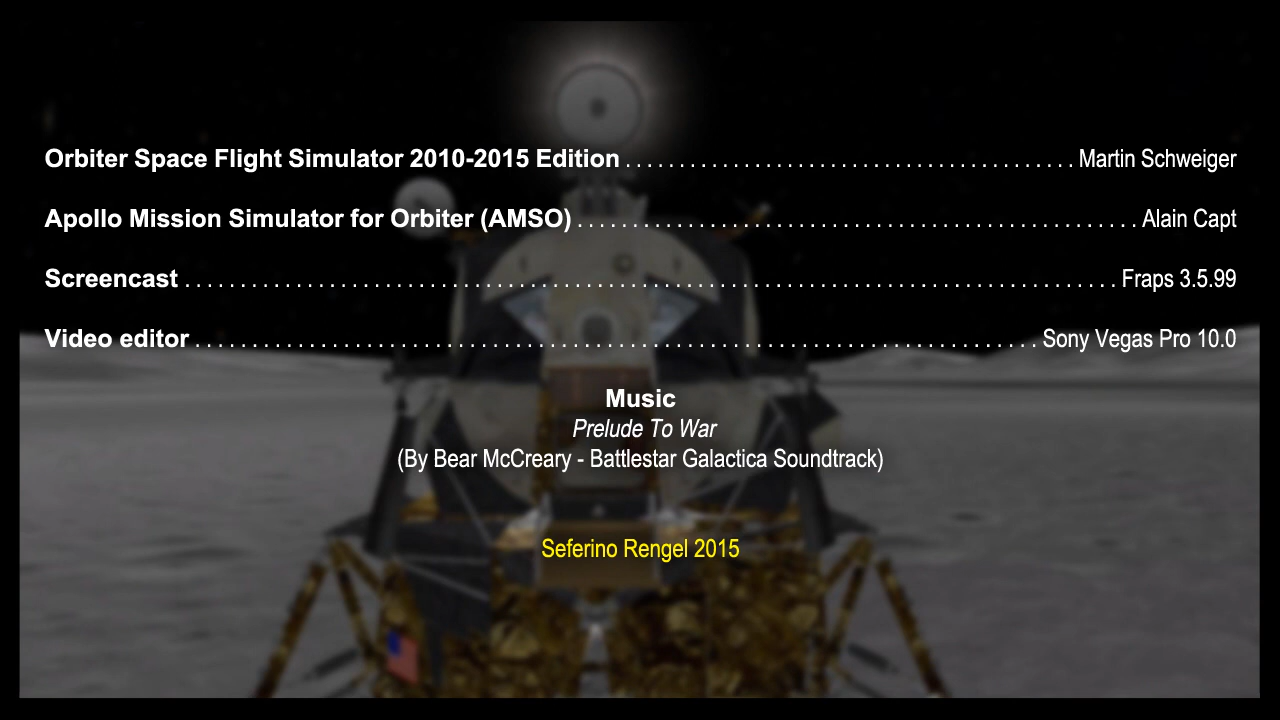 Orbiter Space Flight Simulator 2010-2015 Edition . . . . . . . . . . . . . . . . . . . . . . . . . . . . . . . . . . . . . . . . . Martin Schweiger
Apollo Mission Simulator for Orbiter (AMSO) . . . . . . . . . . . . . . . . . . . . . . . . . . . . . . . . . . . . . . . . . . . . . . . . . . . Alain Capt
Screencast . . . . . . . . . . . . . . . . . . . . . . . . . . . . . . . . . . . . . . . . . . . . . . . . . . . . . . . . . . . . . . . . . . . . . . . . . . . . . . . . . . . . . Fraps 3.5.99
Video editor . . . . . . . . . . . . . . . . . . . . . . . . . . . . . . . . . . . . . . . . . . . . . . . . . . . . . . . . . . . . . . . . . . . . . . . . . . . . . Sony Vegas Pro 10.0
Music
Prelude To War
(By Bear McCreary - Battlestar Galactica Soundtrack)
Seferino Rengel 2015